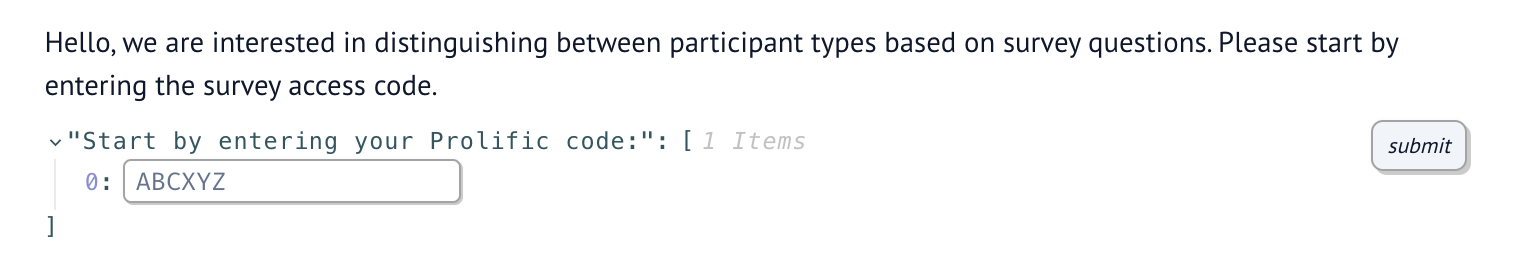 Hello, we are interested in distinguishing between participant types based on survey questions. Please start by
entering the survey access code.
"Start by entering your Prolific code:": [ 1 Items
submit
0: ABCXYZ
]